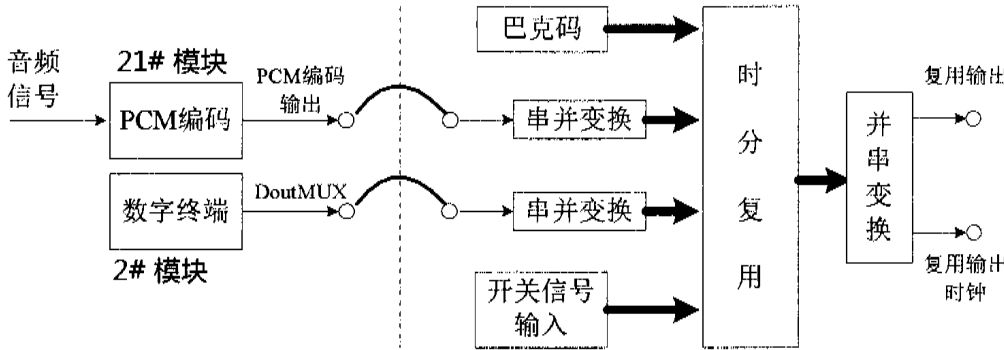 音频
信号
21# 模块
PCM编码
PCM编码
输出
数字终端
DoutMUX
2# 模块
巴克码
串并变换
串并变换
开关信号
输入
时
分
复
用
并
串
变
换
复用输出
复用输出
时钟